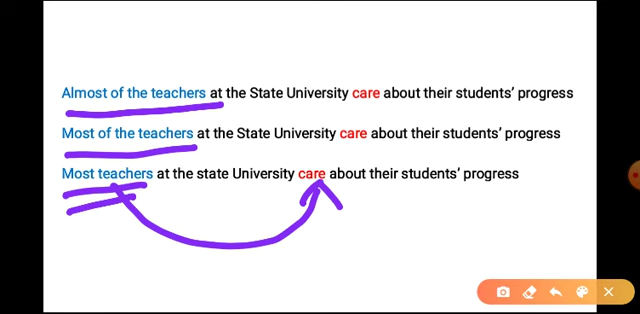 Almost of the teachers at the State University care about their students’ progress
Most of the teachers at the State University care about their students’ progress
Most teachers at the state University care about their students’ progress